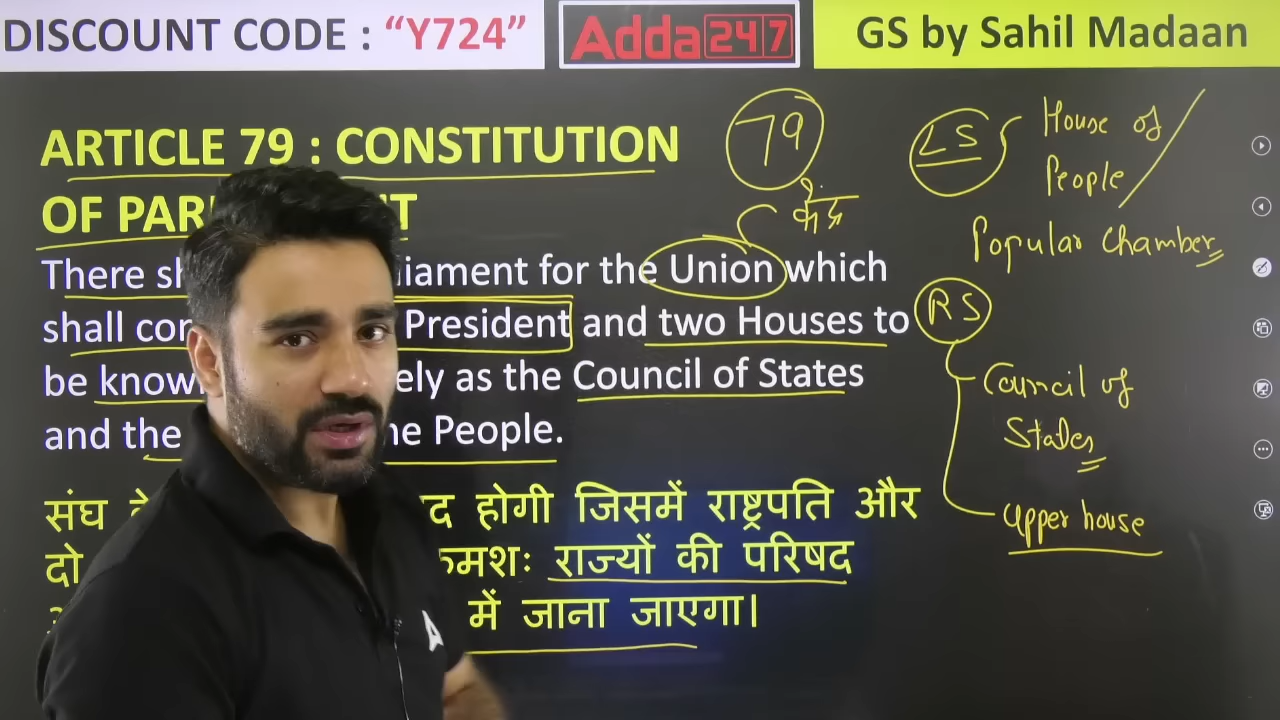 DISCOUNT CODE : “Y724”
Adda247
GS by Sahil Madaan
ARTICLE 79 : CONSTITUTION
OF PAR T
There sh liament for the Union which
shall con President and two Houses to
be know ely as the Council of States
and the he People.
संघ के द होगी जिसमें राष्ट्रपति और
दो क्रमशः राज्यों की परिषद
में जाना जाएगा।
79
केंद्र
LS
House of
People/
Popular Chamber
RS
Council of
States
Upper house